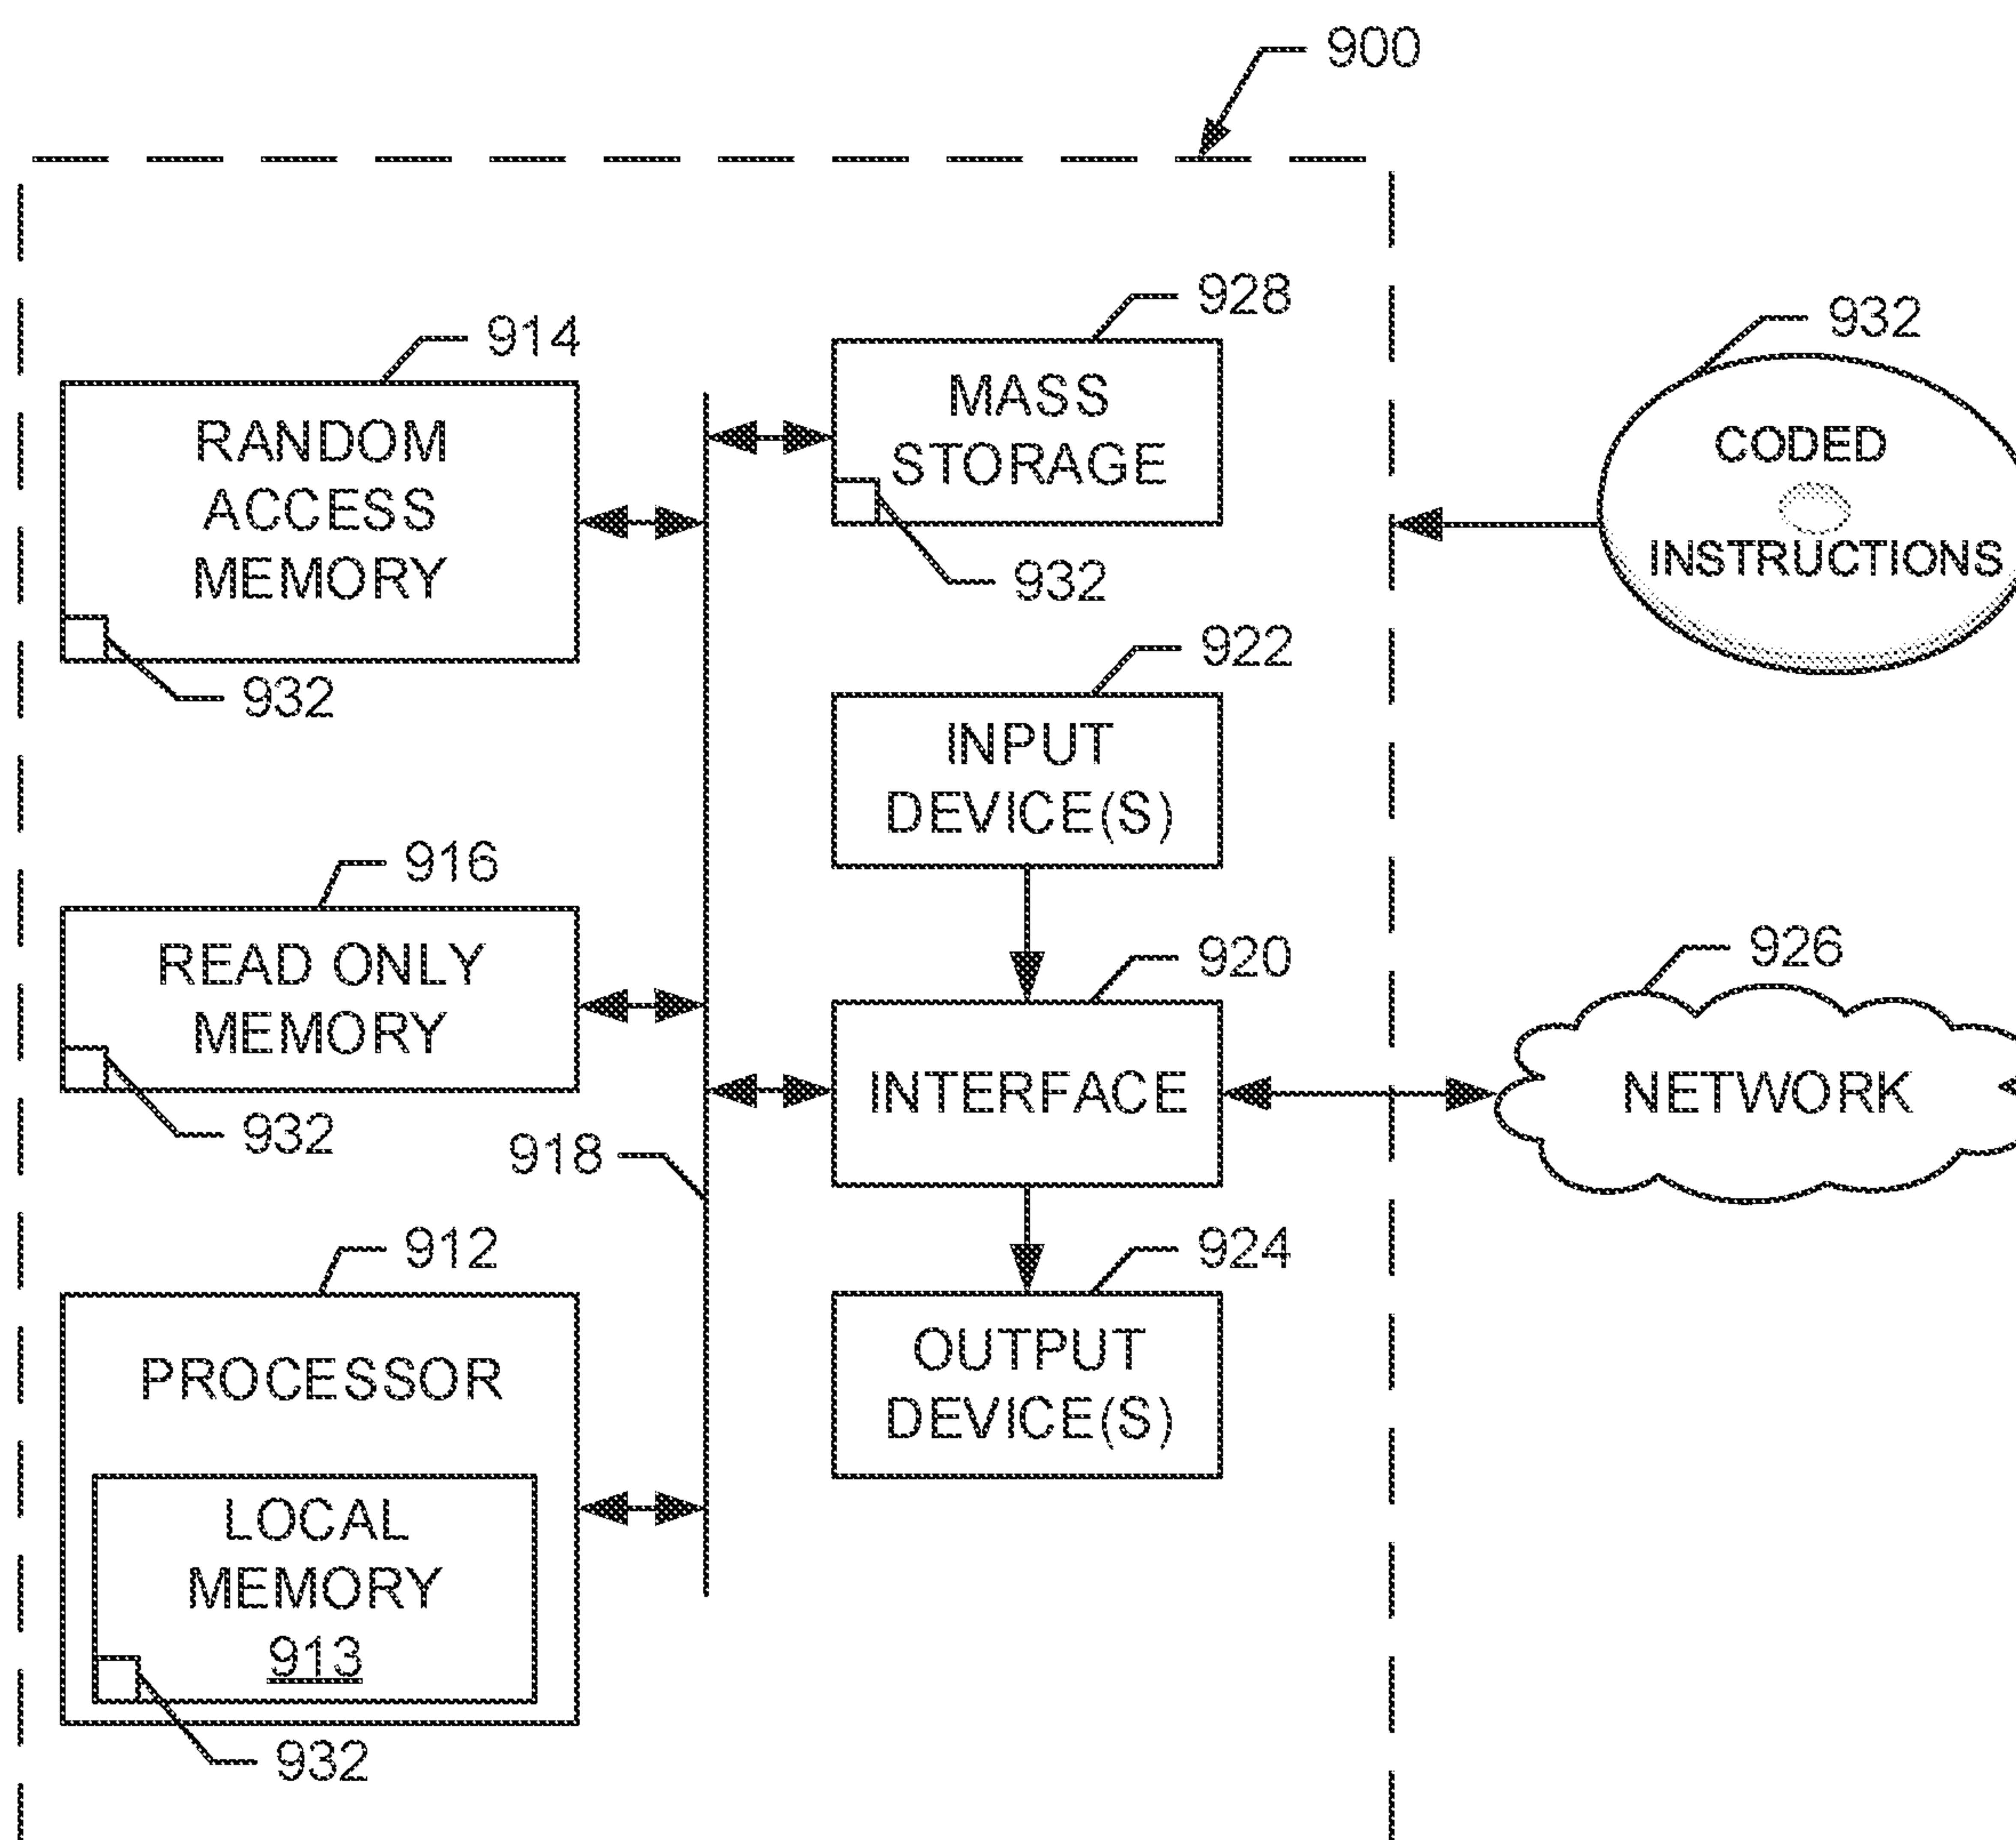 900
914
RANDOM
ACCESS
MEMORY
932
928
MASS
STORAGE
932
932
CODED
INSTRUCTIONS
922
INPUT
DEVICE(S)
916
READ ONLY
MEMORY
932
918
920
INTERFACE
926
NETWORK
912
PROCESSOR
LOCAL
MEMORY
913
932
924
OUTPUT
DEVICE(S)